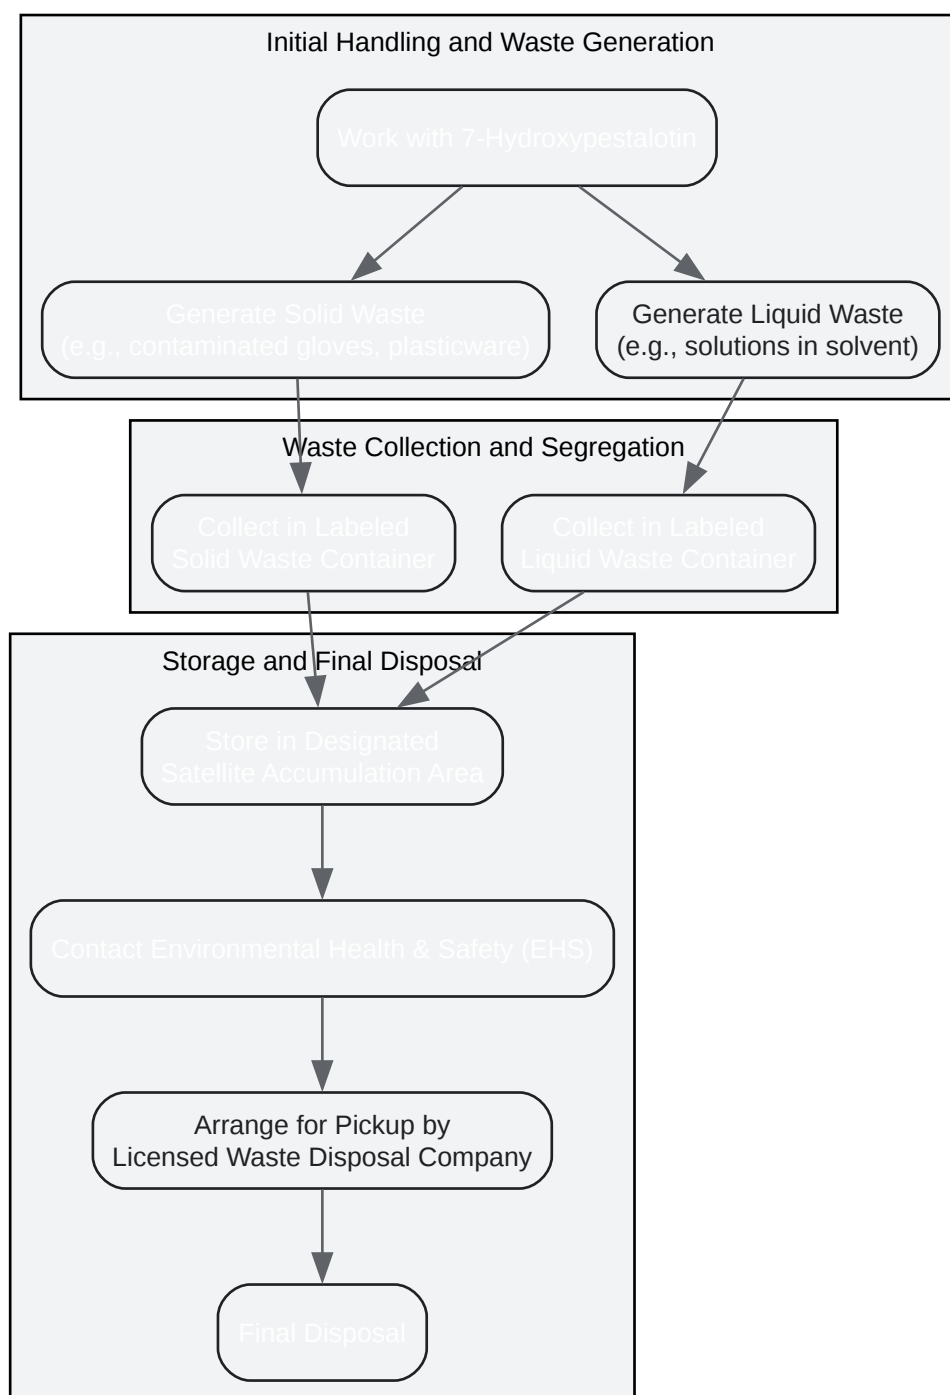 Initial Handling and Waste Generation
Work with 7-Hydroxypestalotin
Generate Solid Waste
(e.g., contaminated gloves, plasticware)
Generate Liquid Waste
(e.g., solutions in solvent)
Waste Collection and Segregation
Collect in Labeled
Solid Waste Container
Collect in Labeled
Liquid Waste Container
Storage and Final Disposal
Store in Designated
Satellite Accumulation Area
Contact Environmental Health & Safety (EHS)
Arrange for Pickup by
Licensed Waste Disposal Company
Final Disposal